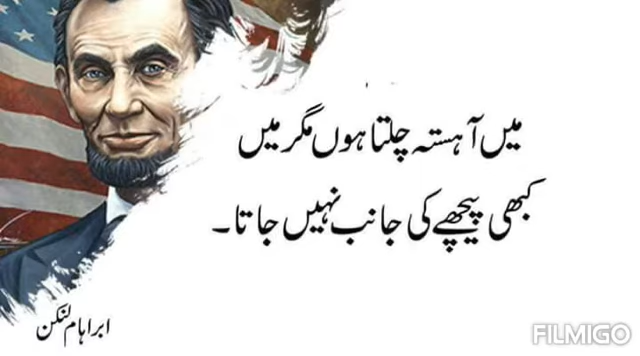 میں آہستہ چلتا ہوں مگر میں
کبھی پیچھے کی جانب نہیں جاتا۔
ابراہام لنکن
FILMIGO